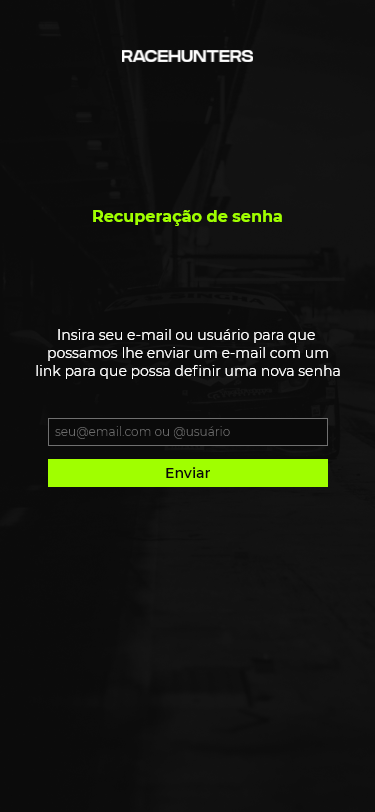 RACEHUNTERS
Recuperação de senha
Insira seu e-mail ou usuário para que
possamos lhe enviar um e-mail com um
link para que possa definir uma nova senha
seu@email.com ou @usuário
Enviar